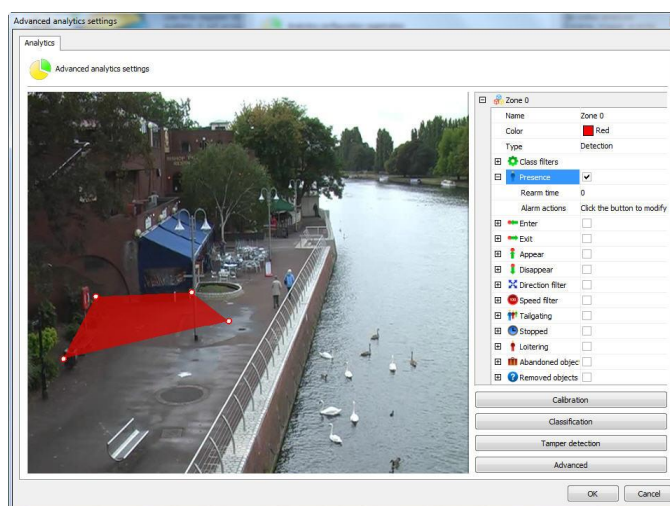 Advanced analytics settings
Analytics
Advanced analytics settings
Zone 0
Name Zone 0
Color Red
Type Detection
Class filters
Presence
Rearm time 0
Alarm actions Click the button to modify
Enter
Exit
Appear
Disappear
Direction filter
Speed filter
Tailgating
Stopped
Loitering
Abandoned objec
Removed objects
Calibration
Classification
Tamper detection
Advanced
OK Cancel